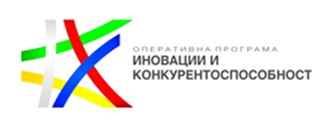 ОПЕРАТИВНА ПРОГРАМА
ИНОВАЦИИ И
КОНКУРЕНТОСПОСОБНОСТ